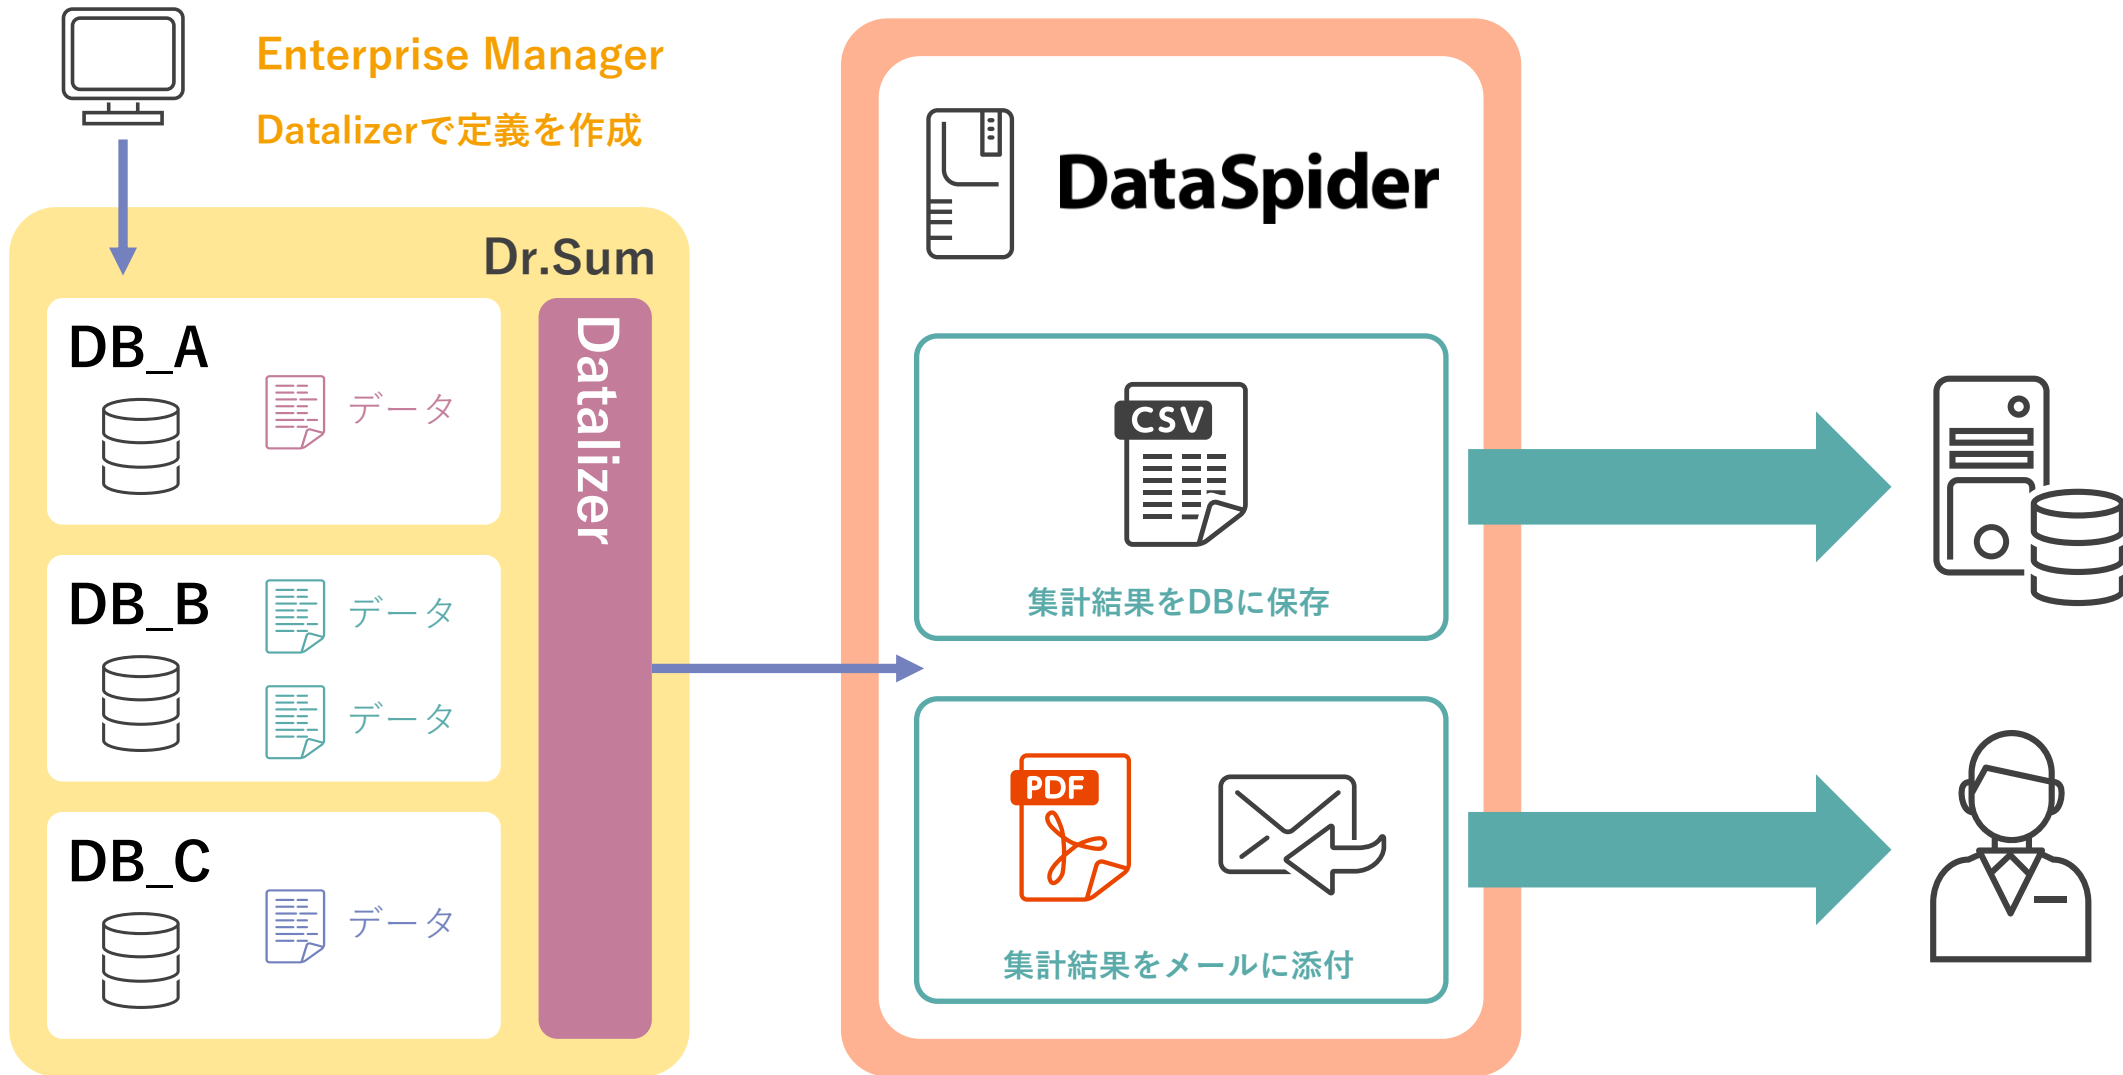 Enterprise Manager
Datalizerで定義を作成
Dr.Sum
DB_A
データ
DB_B
データ
データ
DB_C
データ
Datalizer
DataSpider
CSV
集計結果をDBに保存
PDF
集計結果をメールに添付